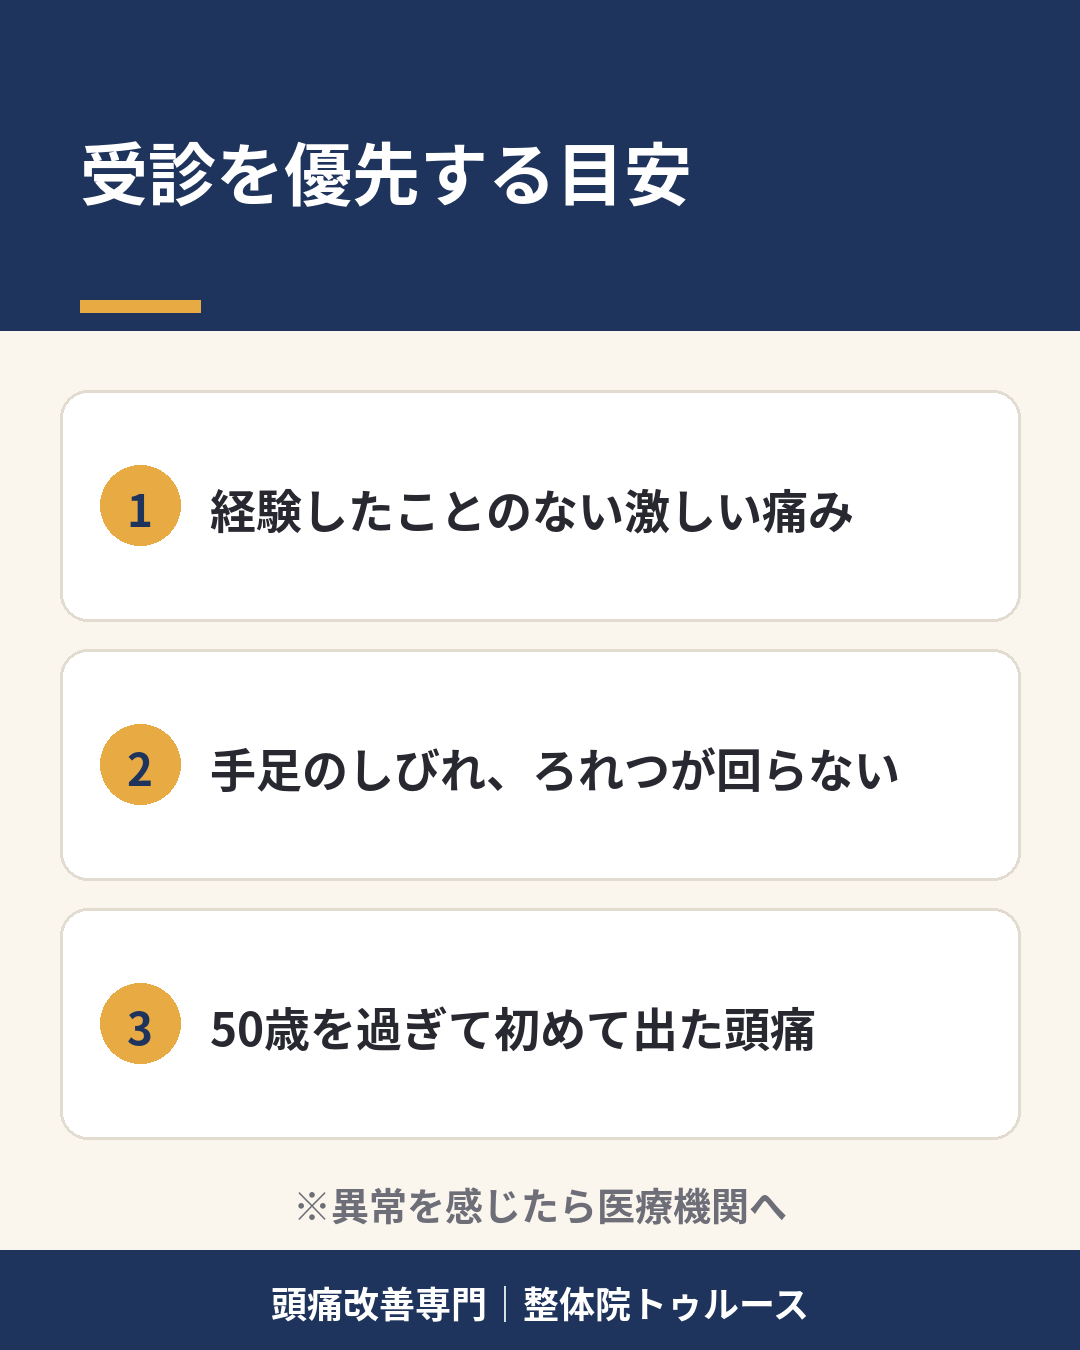 受診を優先する目安
1 経験したことのない激しい痛み
2 手足のしびれ、ろれつが回らない
3 50歳を過ぎて初めて出た頭痛
※異常を感じたら医療機関へ
頭痛改善専門｜整体院トゥルース